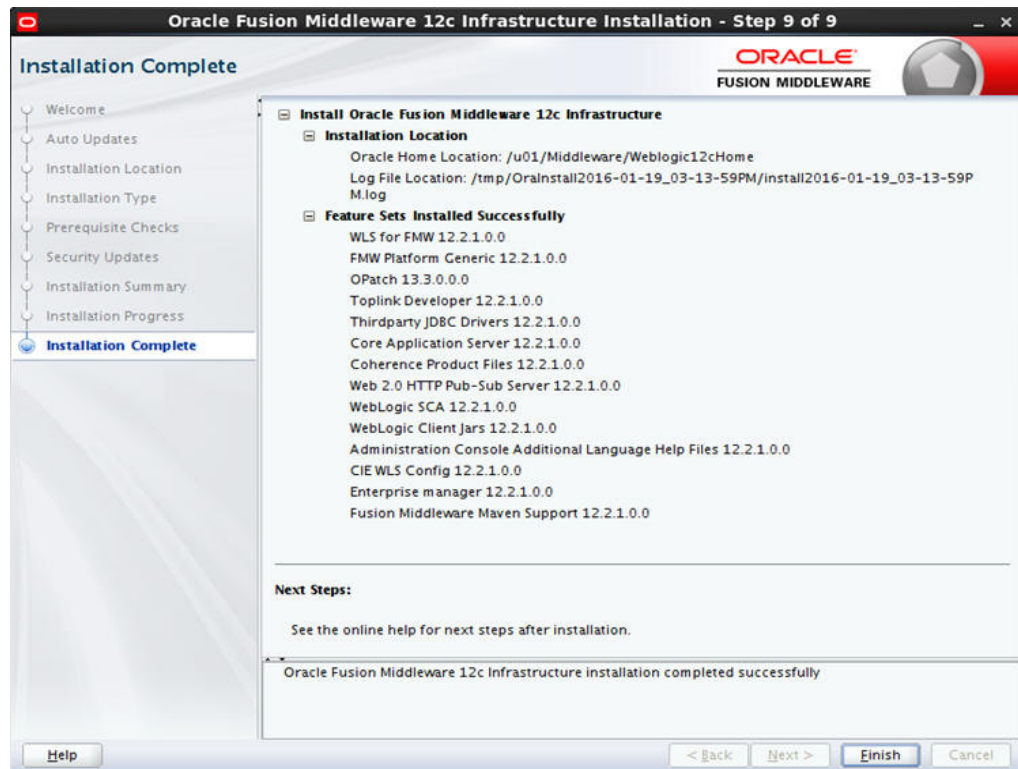 Oracle Fusion Middleware 12c Infrastructure Installation - Step 9 of 9
Installation Complete
ORACLE
FUSION MIDDLEWARE
Welcome
Auto Updates
Installation Location
Installation Type
Prerequisite Checks
Security Updates
Installation Summary
Installation Progress
Installation Complete
Install Oracle Fusion Middleware 12c Infrastructure
Installation Location
Oracle Home Location: /u01/Middleware/Weblogic12cHome
Log File Location: /tmp/OraInstall2016-01-19_03-13-59PM/install2016-01-19_03-13-59P
M.log
Feature Sets Installed Successfully
WLS for FMW 12.2.1.0.0
FMW Platform Generic 12.2.1.0.0
OPatch 13.3.0.0.0
Toplink Developer 12.2.1.0.0
Thirdparty JDBC Drivers 12.2.1.0.0
Core Application Server 12.2.1.0.0
Coherence Product Files 12.2.1.0.0
Web 2.0 HTTP Pub-Sub Server 12.2.1.0.0
WebLogic SCA 12.2.1.0.0
WebLogic Client Jars 12.2.1.0.0
Administration Console Additional Language Help Files 12.2.1.0.0
CIE WLS Config 12.2.1.0.0
Enterprise manager 12.2.1.0.0
Fusion Middleware Maven Support 12.2.1.0.0
Next Steps:
See the online help for next steps after installation.
Oracle Fusion Middleware 12c Infrastructure installation completed successfully
Help
< Back
Next >
Finish
Cancel